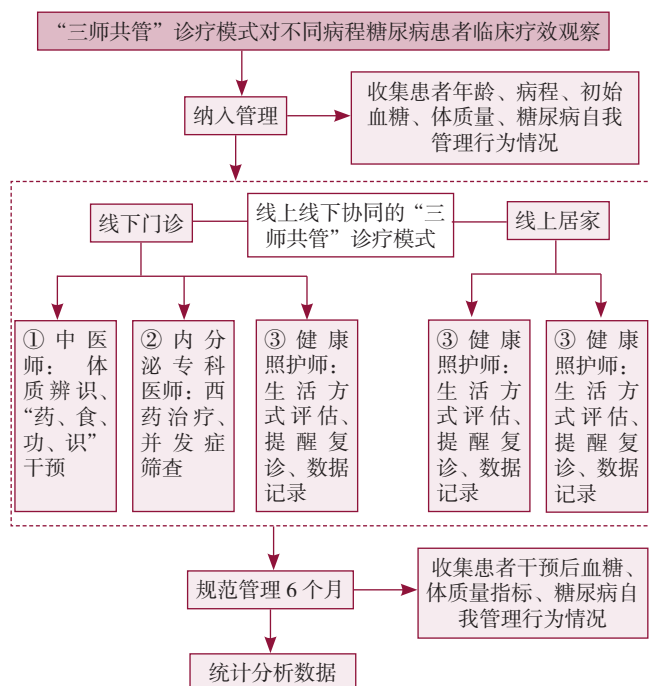 “三师共管”诊疗模式对不同病程糖尿病患者临床疗效观察
纳入管理
收集患者年龄、病程、初始
血糖、体质量、糖尿病自我
管理行为情况
线下门诊
线上线下协同的“三
师共管”诊疗模式
线上居家
① 中 医
师： 体
质辨识、
“药、食、
功、识”
干预
② 内 分
泌 专 科
医师：西
药治疗、
并发症
筛查
③ 健 康
照护师：
生 活 方
式评估、
提 醒 复
诊、数据
记录
③ 健 康
照护师：
生 活 方
式评估、
提 醒 复
诊、数据
记录
③ 健 康
照护师：
生 活 方
式评估、
提 醒 复
诊、数据
记录
规范管理 6 个月
收集患者干预后血糖、
体质量指标、糖尿病自
我管理行为情况
统计分析数据